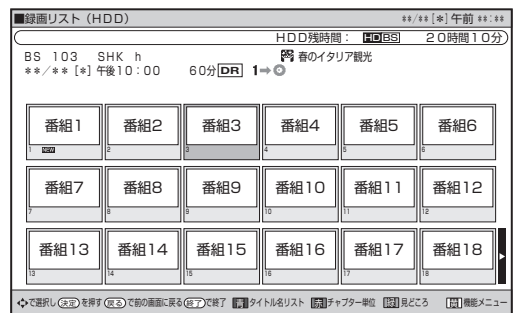 ■録画リスト（HDD） **/**[*]午前 **:**
HDD残時間： HD BS 20時間10分
BS 103 SHK h 春のイタリア観光
**/**[*]午後10:00 60分 DR 1➡
番組1 番組2 番組3 番組4 番組5 番組6
1 NEW 2 3 4 5 6
番組7 番組8 番組9 番組10 番組11 番組12
7 8 9 10 11 12
番組13 番組14 番組15 番組16 番組17 番組18
13 14 15 16 17 18
で選択し 決定 を押す 戻る で前の画面に戻る 終了 で終了 青 タイトル名リスト 赤 チャプター単位 緑 見どころ 黄 機能メニュー